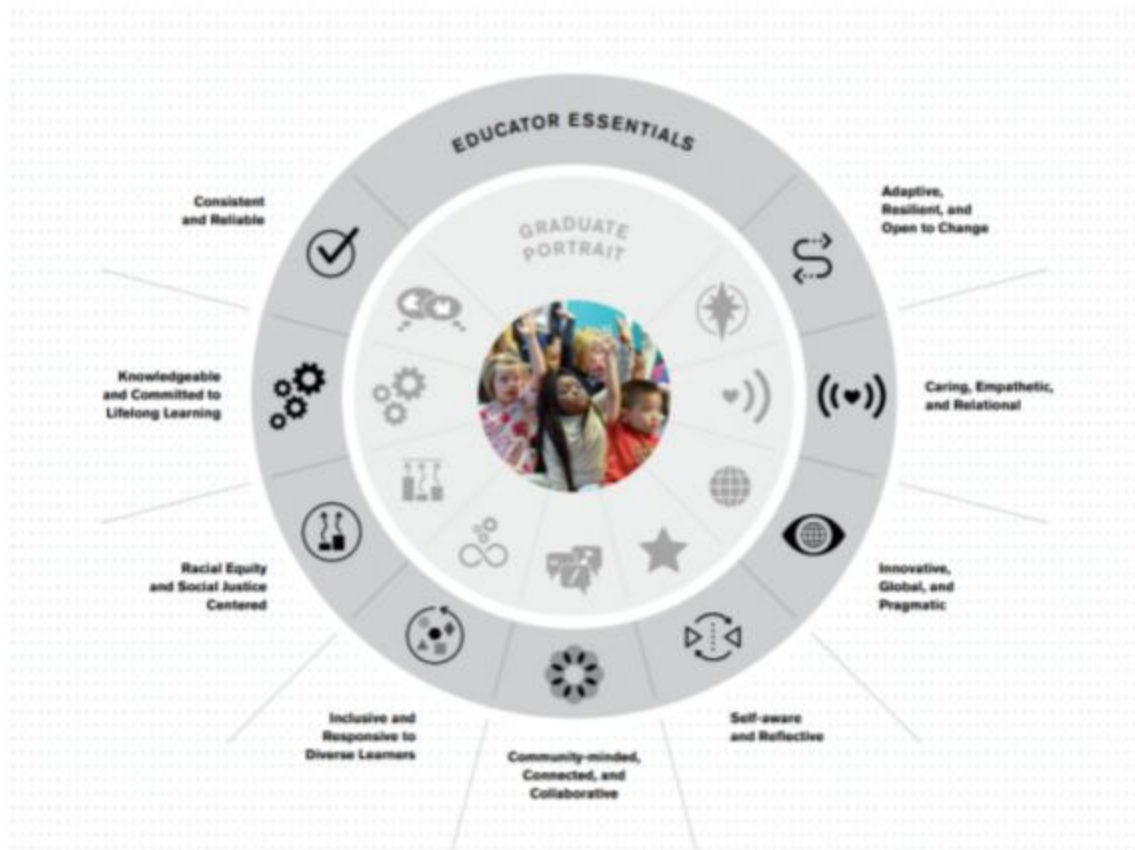 EDUCATOR ESSENTIALS
GRADUATE
PORTRAIT
Consistent
and Reliable
Adaptive,
Resilient, and
Open to Change
Knowledgeable
and Committed to
Lifelong Learning
Caring, Empathetic,
and Relational
Racial Equity
and Social Justice
Centered
Innovative,
Global, and
Pragmatic
Inclusive and
Responsive to
Diverse Learners
Community-minded,
Connected, and
Collaborative
Self-aware
and Reflective